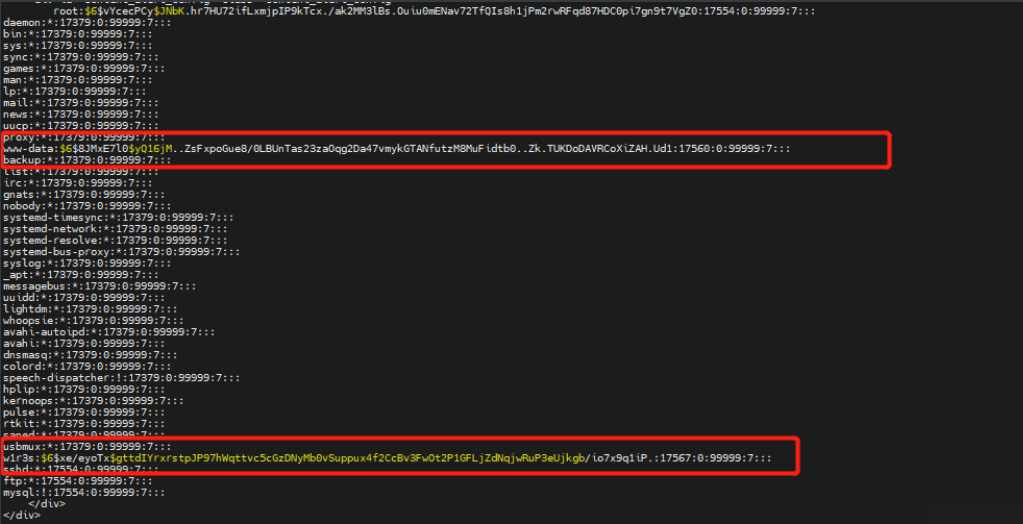 root:$6$vYcecPCy$JNbK.hr7HU72ifLxmjpIP9kTcx./ak2MM3lBs.Ouiu0mENav72TfQIs8h1jPm2rwRFqd87HDC0pi7gn9t7VgZ0:17554:0:99999:7:::
daemon:*:17379:0:99999:7:::
bin:*:17379:0:99999:7:::
sys:*:17379:0:99999:7:::
sync:*:17379:0:99999:7:::
games:*:17379:0:99999:7:::
man:*:17379:0:99999:7:::
lp:*:17379:0:99999:7:::
mail:*:17379:0:99999:7:::
news:*:17379:0:99999:7:::
uucp:*:17379:0:99999:7:::
proxy:*:17379:0:99999:7:::
www-data:$6$8JMxE7l0$yQ16jM..ZsFxpoGue8/0LBUnTas23zaOqg2Da47vmykGTANfutzM8MuFidtb0..Zk.TUKDoDAVRCoXiZAH.Ud1:17560:0:99999:7:::
backup:*:17379:0:99999:7:::
list:*:17379:0:99999:7:::
irc:*:17379:0:99999:7:::
gnats:*:17379:0:99999:7:::
nobody:*:17379:0:99999:7:::
systemd-timesync:*:17379:0:99999:7:::
systemd-network:*:17379:0:99999:7:::
systemd-resolve:*:17379:0:99999:7:::
systemd-bus-proxy:*:17379:0:99999:7:::
syslog:*:17379:0:99999:7:::
_apt:*:17379:0:99999:7:::
messagebus:*:17379:0:99999:7:::
uuidd:*:17379:0:99999:7:::
lightdm:*:17379:0:99999:7:::
whoopsie:*:17379:0:99999:7:::
avahi-autoipd:*:17379:0:99999:7:::
avahi:*:17379:0:99999:7:::
dnsmasq:*:17379:0:99999:7:::
colord:*:17379:0:99999:7:::
speech-dispatcher:!:17379:0:99999:7:::
hplip:*:17379:0:99999:7:::
kernoops:*:17379:0:99999:7:::
pulse:*:17379:0:99999:7:::
rtkit:*:17379:0:99999:7:::
saned:*:17379:0:99999:7:::
usbmux:*:17379:0:99999:7:::
w1r3s:$6$xe/eyoTx$gttdIYrxrstpJP97hWqttvc5cGzDNyMb0vSuppux4f2CcBv3FwOt2P1GFLjZdNqjwRuP3eUjkgb/io7x9q1iP.:17567:0:99999:7:::
sshd:*:17554:0:99999:7:::
ftp:*:17554:0:99999:7:::
mysql:!:17554:0:99999:7:::
</div>
</div>